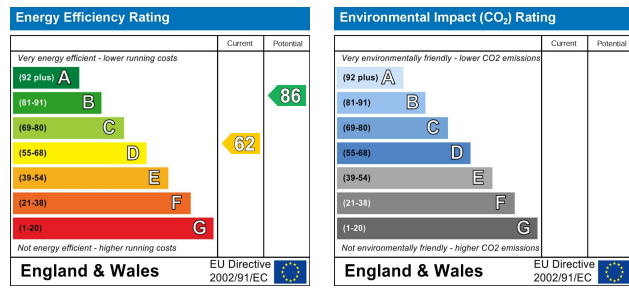 Energy Efficiency Rating
Current Potential
Very energy efficient - lower running costs
(92 plus) A
(81-91) B
86
(69-80) C
62
(55-68) D
(39-54) E
(21-38) F
(1-20) G
Not energy efficient - higher running costs
England & Wales
EU Directive
2002/91/EC
Environmental Impact (CO₂) Rating
Current Potential
Very environmentally friendly - lower CO2 emissions
(92 plus) A
(81-91) B
(69-80) C
(55-68) D
(39-54) E
(21-38) F
(1-20) G
Not environmentally friendly - higher CO2 emissions
England & Wales
EU Directive
2002/91/EC